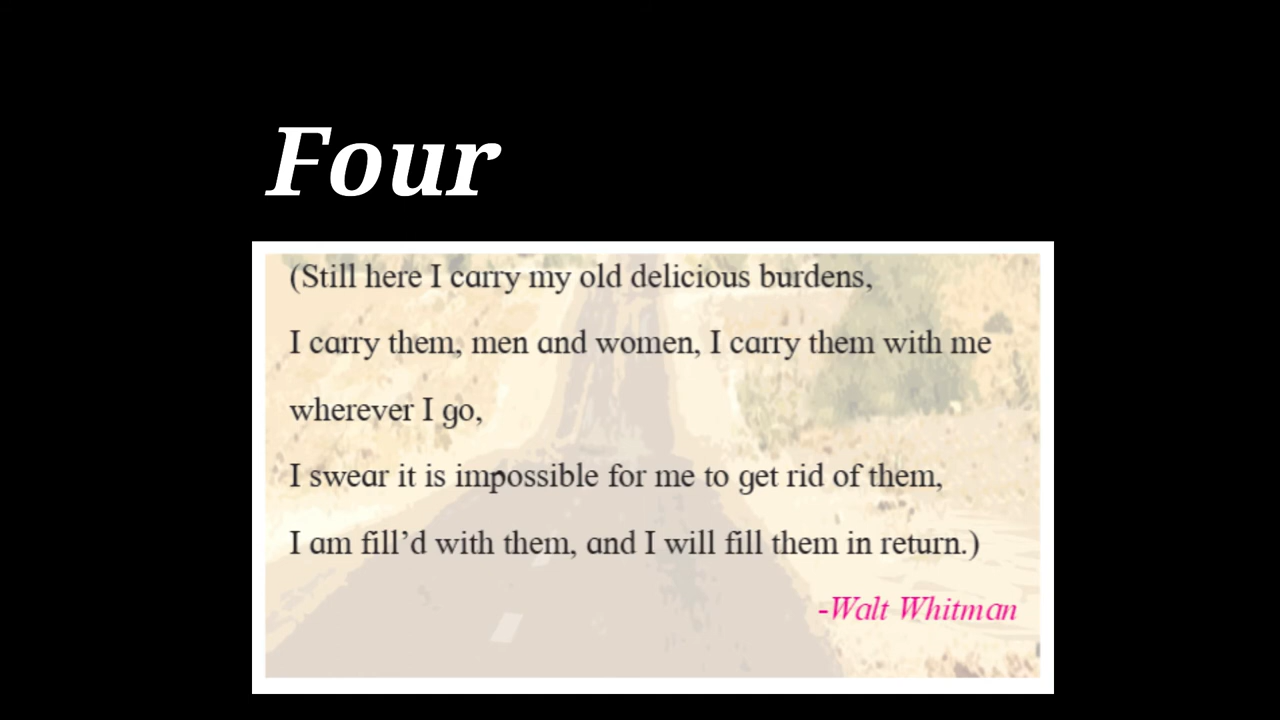 Four
(Still here I carry my old delicious burdens,
I carry them, men and women, I carry them with me
wherever I go,
I swear it is impossible for me to get rid of them,
I am fill’d with them, and I will fill them in return.)
-Walt Whitman